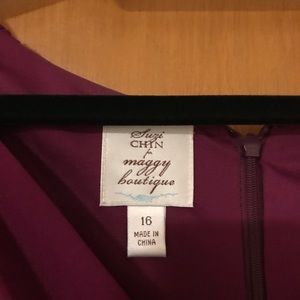 Suzi
CHIN
for
maggy
boutique
16
MADE IN
CHINA